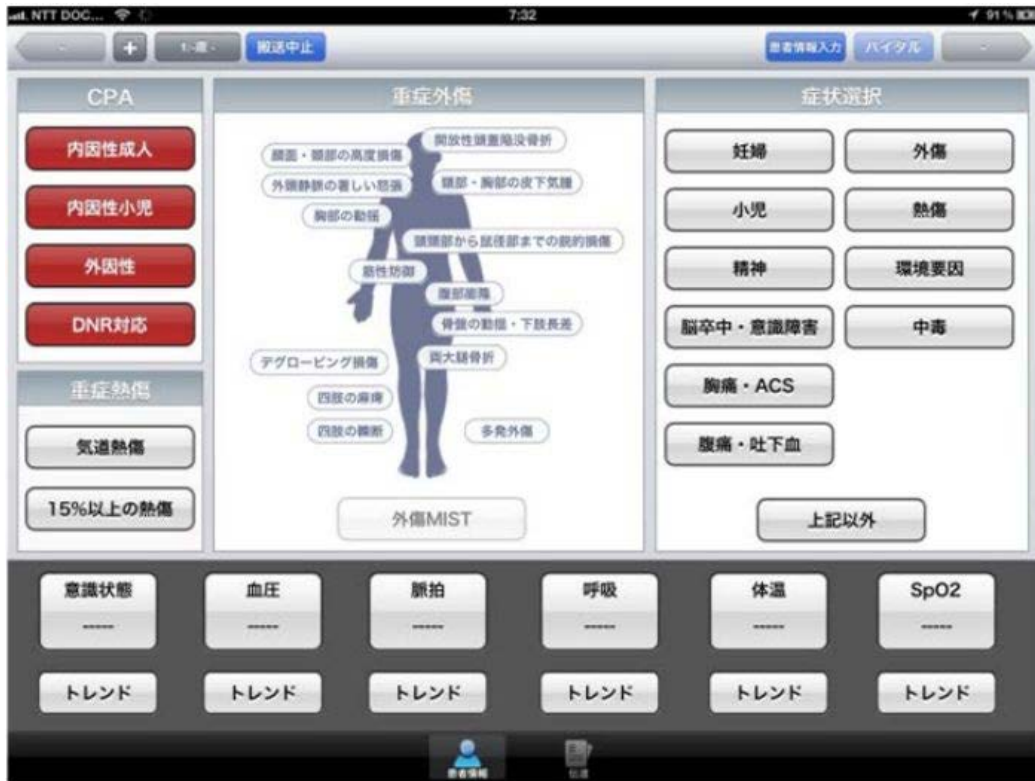 NTT DOC... 7:32 91%
搬送中止 患者情報入力 バイタル
CPA
内因性成人
内因性小児
外因性
DNR対応
重症熱傷
気道熱傷
15%以上の熱傷
重症外傷
開放性頭蓋陥没骨折
顔面・頸部の高度損傷
外頸静脈の著しい怒張
頸部・胸部の皮下気腫
胸部の動揺
頭頸部から鼠径部までの鋭的損傷
筋性防御
腹部膨隆
骨盤の動揺・下肢長差
デグロービング損傷
両大腿骨折
四肢の麻痺
四肢の轢断
多発外傷
外傷MIST
症状選択
妊婦 外傷
小児 熱傷
精神 環境要因
脳卒中・意識障害 中毒
胸痛・ACS
腹痛・吐下血
上記以外
意識状態 血圧 脈拍 呼吸 体温 SpO2
----- ----- ----- ----- ----- -----
トレンド トレンド トレンド トレンド トレンド トレンド
患者情報